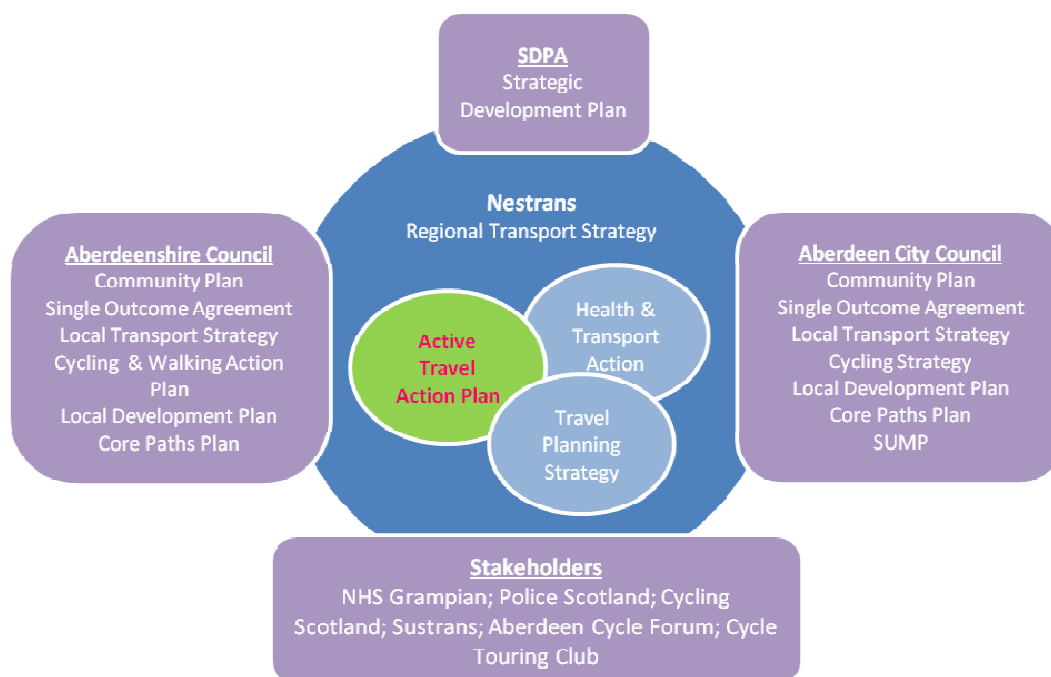 SDPA
Strategic
Development Plan
Nestrans
Regional Transport Strategy
Aberdeenshire Council
Community Plan
Single Outcome Agreement
Local Transport Strategy
Cycling & Walking Action
Plan
Local Development Plan
Core Paths Plan
Active
Travel
Action Plan
Health &
Transport
Action
Travel
Planning
Strategy
Aberdeen City Council
Community Plan
Single Outcome Agreement
Local Transport Strategy
Cycling Strategy
Local Development Plan
Core Paths Plan
SUMP
Stakeholders
NHS Grampian; Police Scotland; Cycling
Scotland; Sustrans; Aberdeen Cycle Forum; Cycle
Touring Club